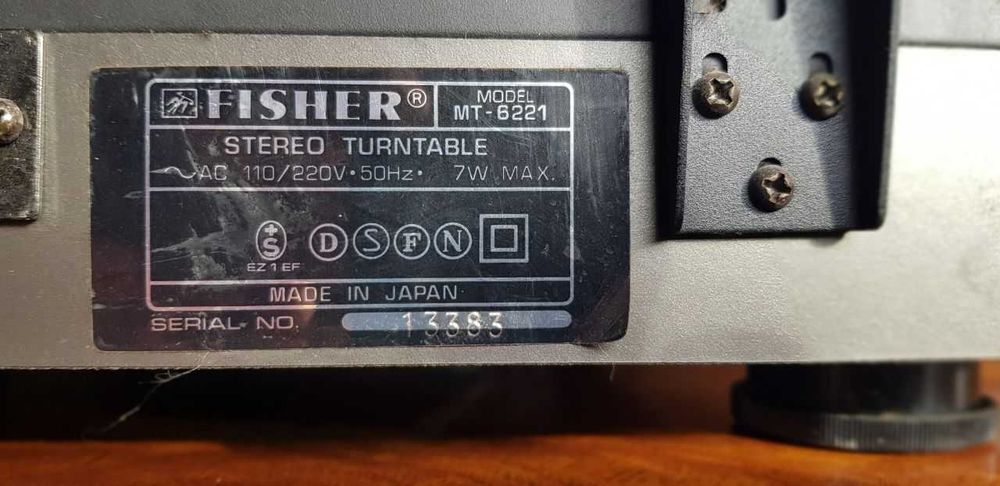 FISHER® MODEL MT-6221
STEREO TURNTABLE
~AC 110/220V·50Hz· 7W MAX.
+S D S F N
EZ 1 EF
MADE IN JAPAN
SERIAL NO. 13383